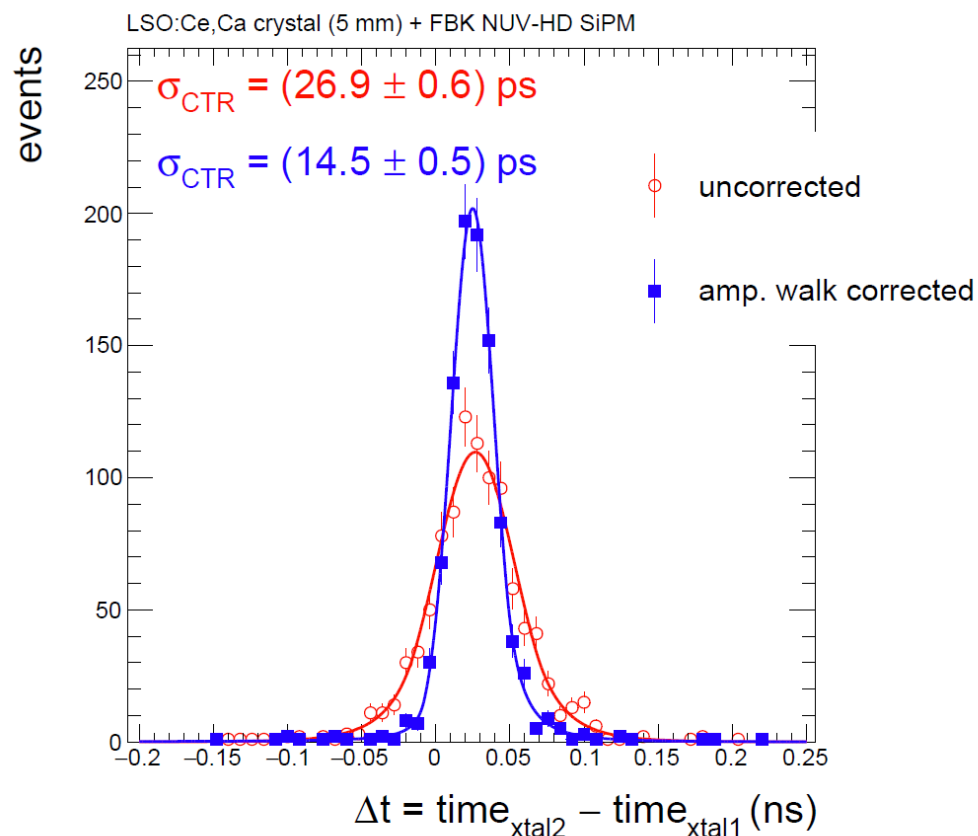 LSO:Ce,Ca crystal (5 mm) + FBK NUV-HD SiPM
events
σCTR = (26.9 ± 0.6) ps
σCTR = (14.5 ± 0.5) ps
uncorrected
amp. walk corrected
250
200
150
100
50
0
−0.2 −0.15 −0.1 −0.05 0 0.05 0.1 0.15 0.2 0.25
Δt = timextal2 − timextal1 (ns)